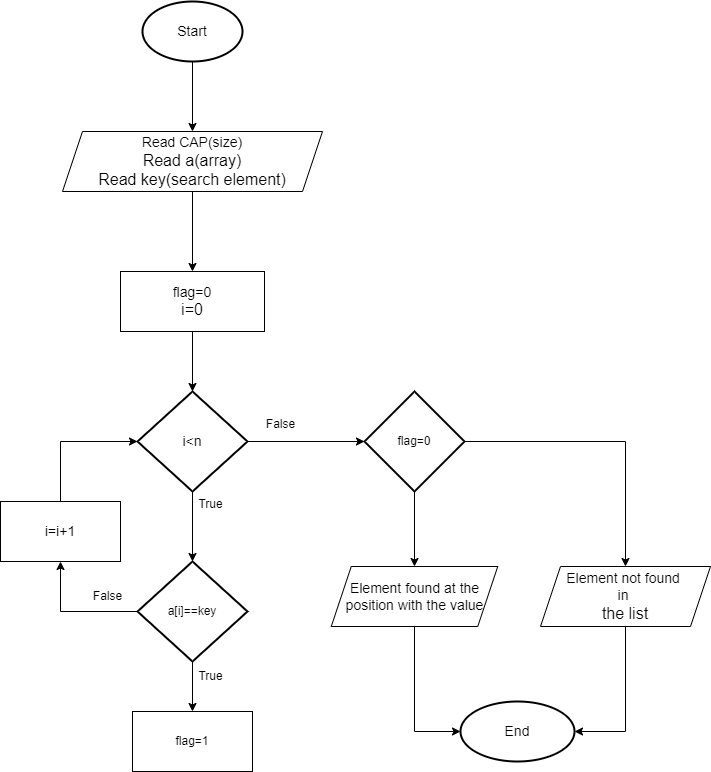 Start
Read CAP(size)
Read a(array)
Read key(search element)
flag=0
i=0
i<n
False
flag=0
True
i=i+1
a[i]==key
False
True
flag=1
Element found at the
position with the value
Element not found
in
the list
End